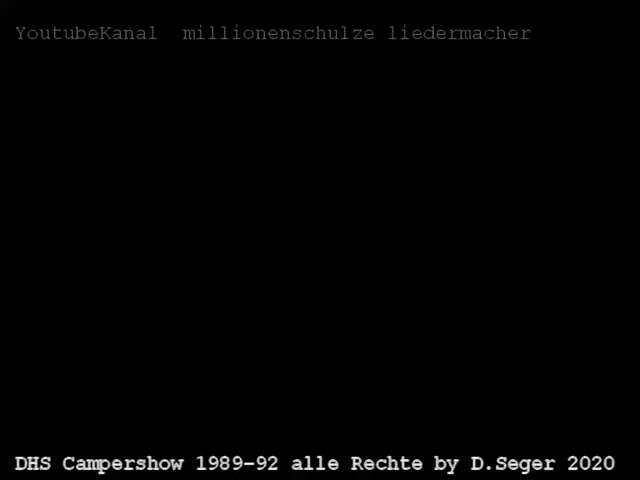 YoutubeKanal  millionenschulze liedermacher
DHS Campershow 1989-92 alle Rechte by D.Seger 2020